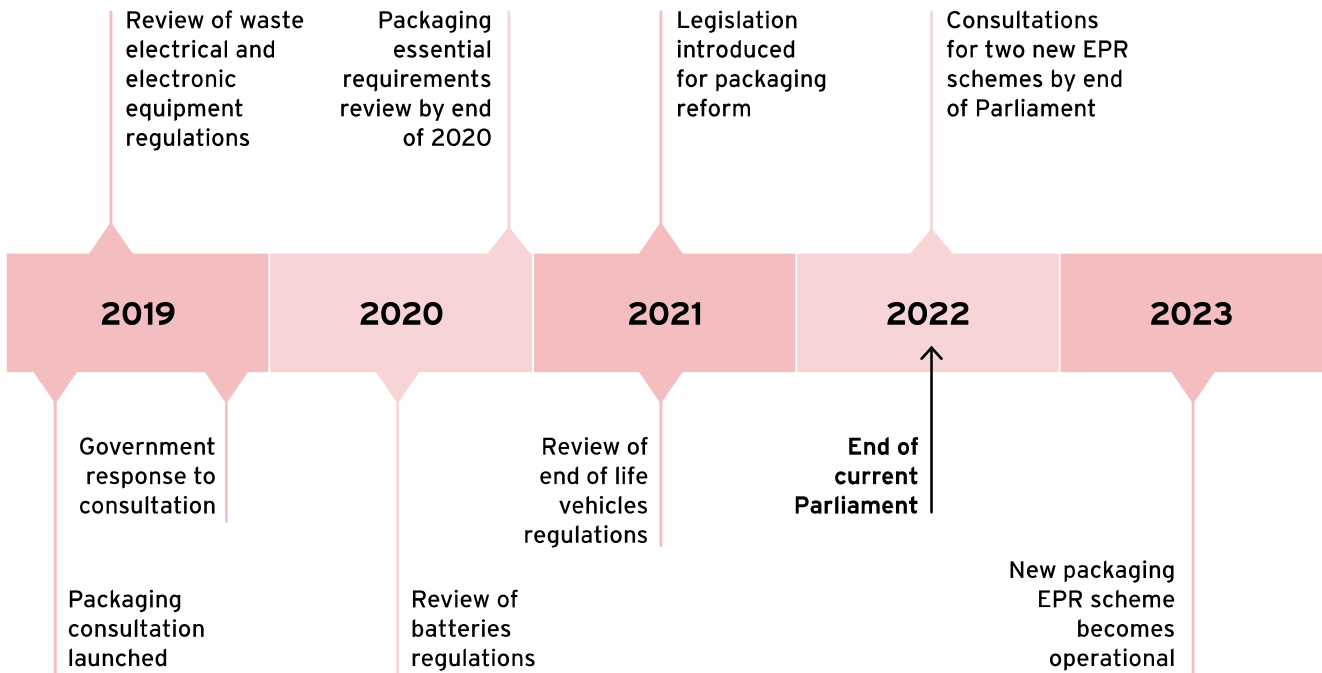 Review of waste
electrical and
electronic
equipment
regulations
Packaging
essential
requirements
review by end
of 2020
Legislation
introduced
for packaging
reform
Consultations
for two new EPR
schemes by end
of Parliament
2019
2020
2021
2022
2023
Government
response to
consultation
Packaging
consultation
launched
Review of
batteries
regulations
Review of
end of life
vehicles
regulations
End of
current
Parliament
New packaging
EPR scheme
becomes
operational